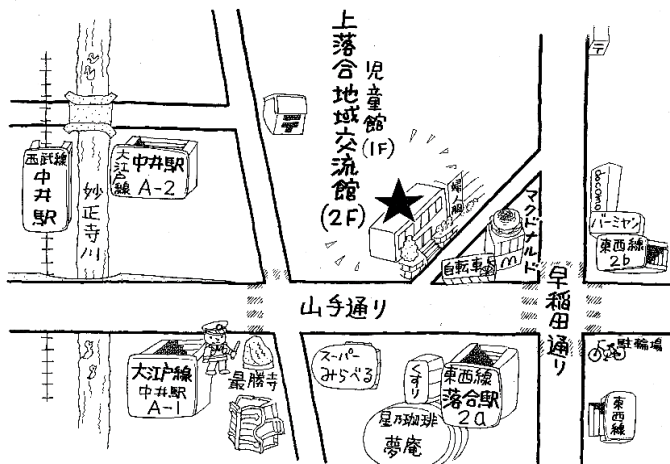 上落合地域交流館
(2F)
児童館
(1F)
西武線
中井駅
妙正寺川
大江戸線
中井駅
A-2
婦人服
マクドナルド
自転車
m
docomo
バーミヤン
東西線
2b
山手通り
早稲田通り
大江戸線
中井駅
A-1
最勝寺
スーパー
みらべる
くすり
東西線
落合駅
2a
星乃珈琲
夢庵
駐輪場
東西線
〒